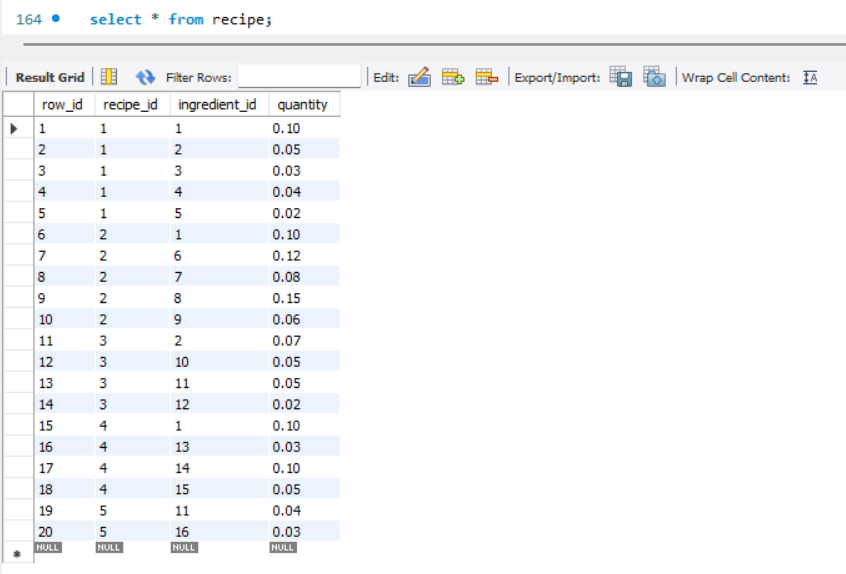 164 select * from recipe;
Result Grid Filter Rows: Edit: Export/Import: Wrap Cell Content: IA
row_id recipe_id ingredient_id quantity
1 1 1 0.10
2 1 2 0.05
3 1 3 0.03
4 1 4 0.04
5 1 5 0.02
6 2 1 0.10
7 2 6 0.12
8 2 7 0.08
9 2 8 0.15
10 2 9 0.06
11 3 2 0.07
12 3 10 0.05
13 3 11 0.05
14 3 12 0.02
15 4 1 0.10
16 4 13 0.03
17 4 14 0.10
18 4 15 0.05
19 5 11 0.04
20 5 16 0.03
NULL NULL NULL NULL